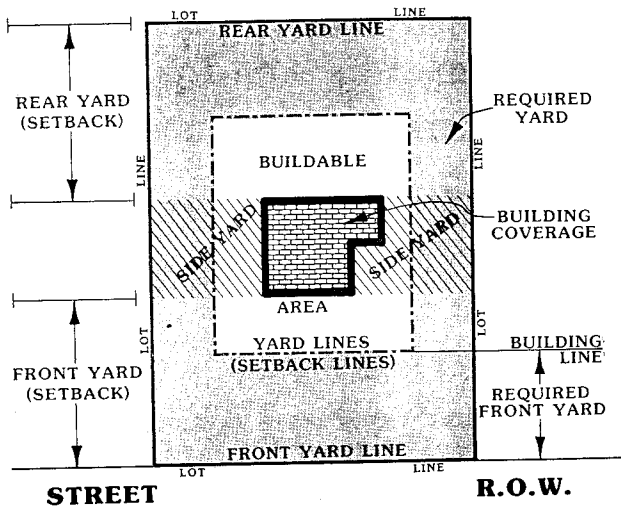 LOT LINE
REAR YARD LINE
REAR YARD
(SETBACK)
REQUIRED
YARD
LINE
LINE
BUILDABLE
SIDE YARD
SIDE YARD
BUILDING
COVERAGE
AREA
LOT
LOT
YARD LINES
(SETBACK LINES)
BUILDING
LINE
FRONT YARD
(SETBACK)
REQUIRED
FRONT YARD
FRONT YARD LINE
LOT LINE
STREET R.O.W.